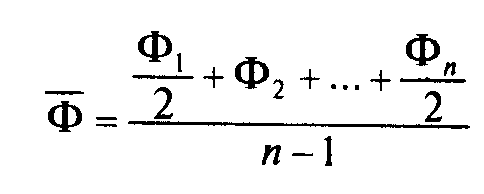 Φ̅ = (Φ₁/2 + Φ₂ + ... + Φₙ/2) / (n − 1)